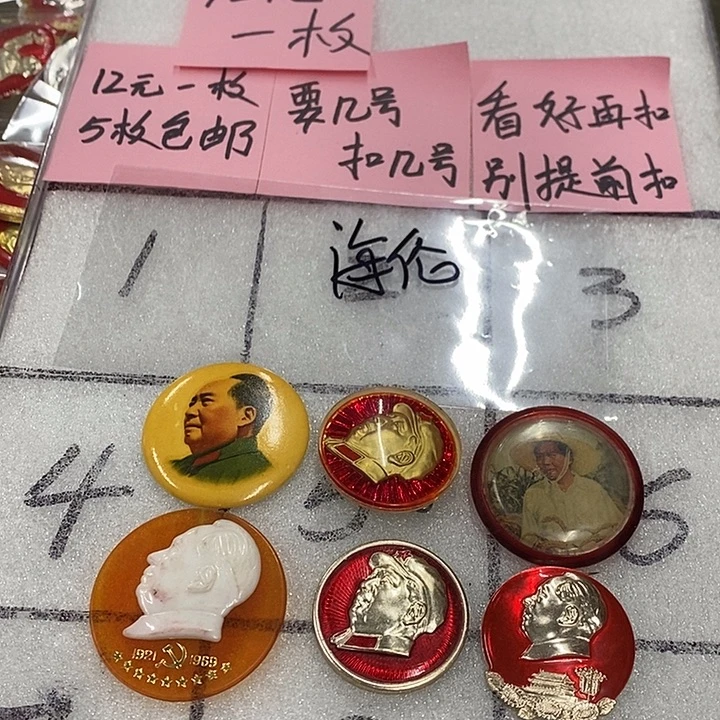 一枚
12元一枚
5枚包邮
要几号
扣几号
看好再扣
别提前扣
1
海伦
3
4
5
6
1921 1969